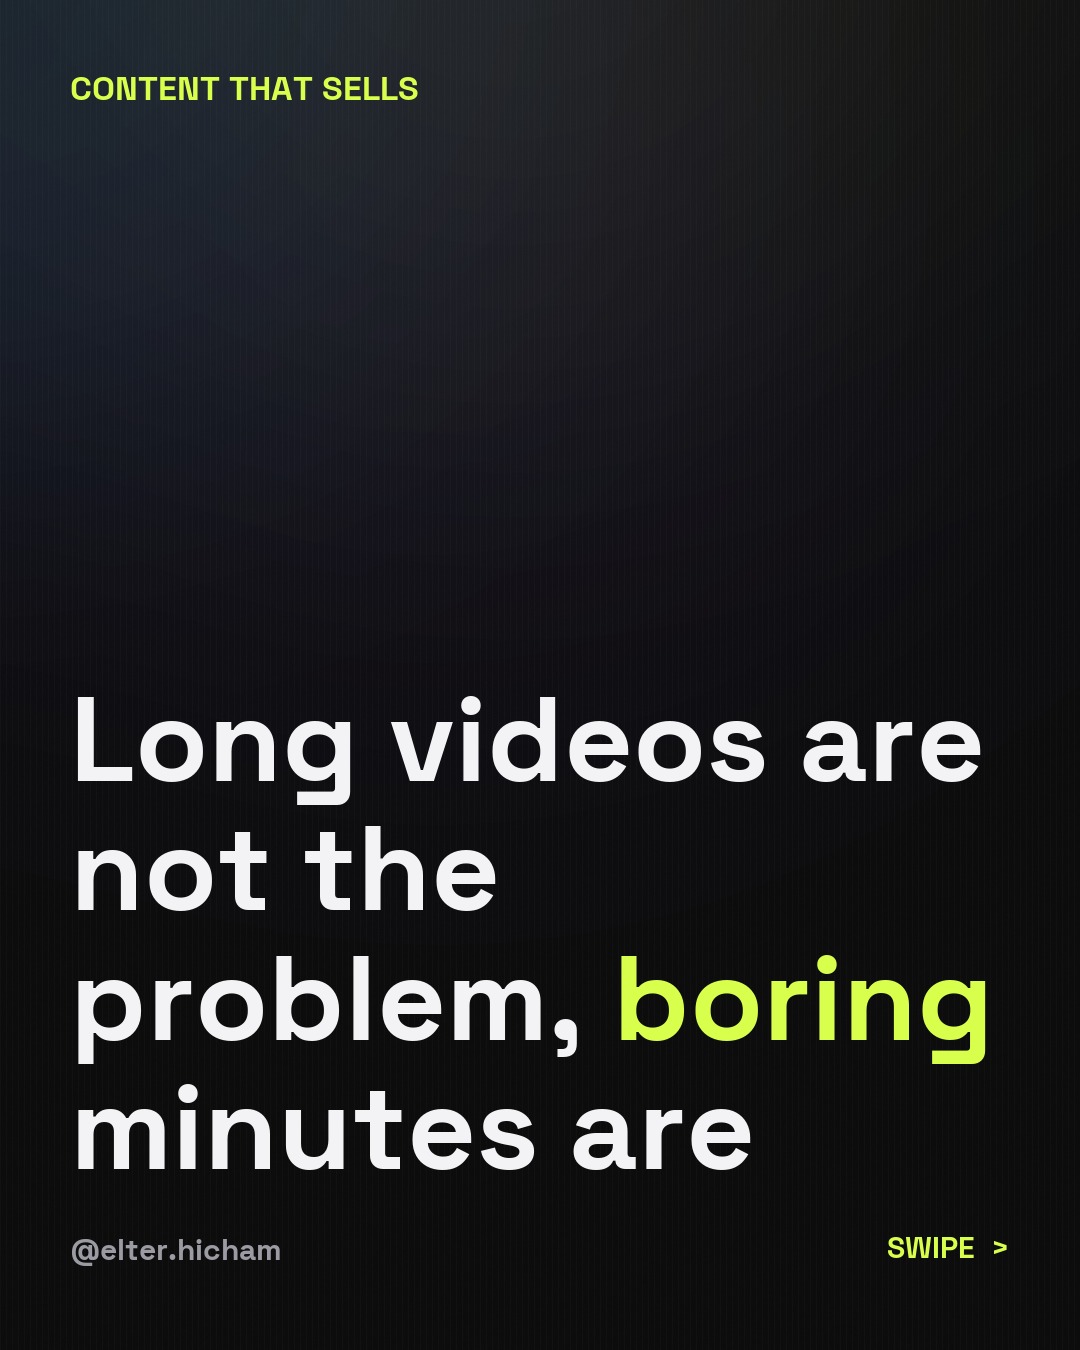 CONTENT THAT SELLS
Long videos are
not the
problem, boring
minutes are
@elter.hicham
SWIPE >